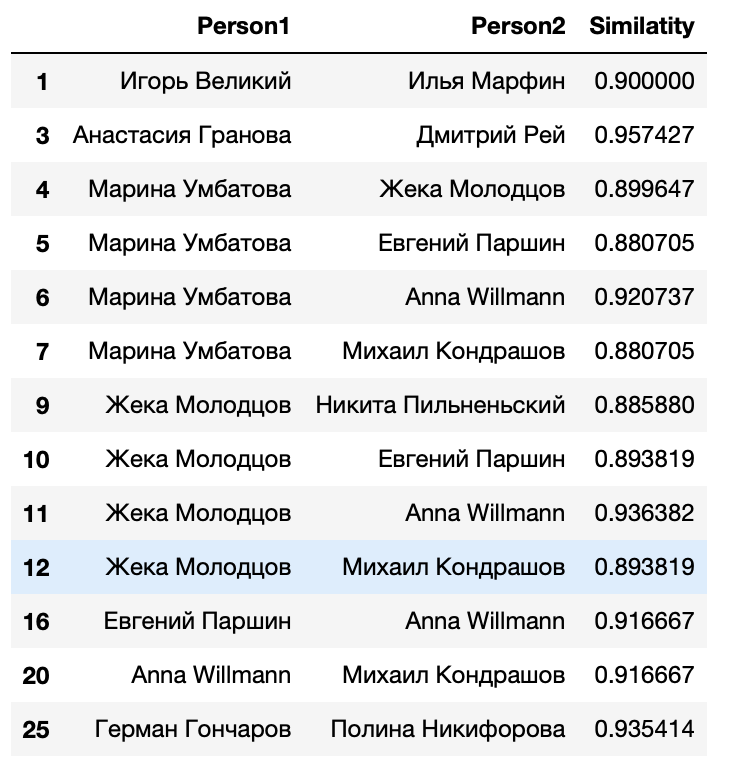 Person1 Person2 Similatity
1 Игорь Великий Илья Марфин 0.900000
3 Анастасия Гранова Дмитрий Рей 0.957427
4 Марина Умбатова Жека Молодцов 0.899647
5 Марина Умбатова Евгений Паршин 0.880705
6 Марина Умбатова Anna Willmann 0.920737
7 Марина Умбатова Михаил Кондрашов 0.880705
9 Жека Молодцов Никита Пильненьский 0.885880
10 Жека Молодцов Евгений Паршин 0.893819
11 Жека Молодцов Anna Willmann 0.936382
12 Жека Молодцов Михаил Кондрашов 0.893819
16 Евгений Паршин Anna Willmann 0.916667
20 Anna Willmann Михаил Кондрашов 0.916667
25 Герман Гончаров Полина Никифорова 0.935414